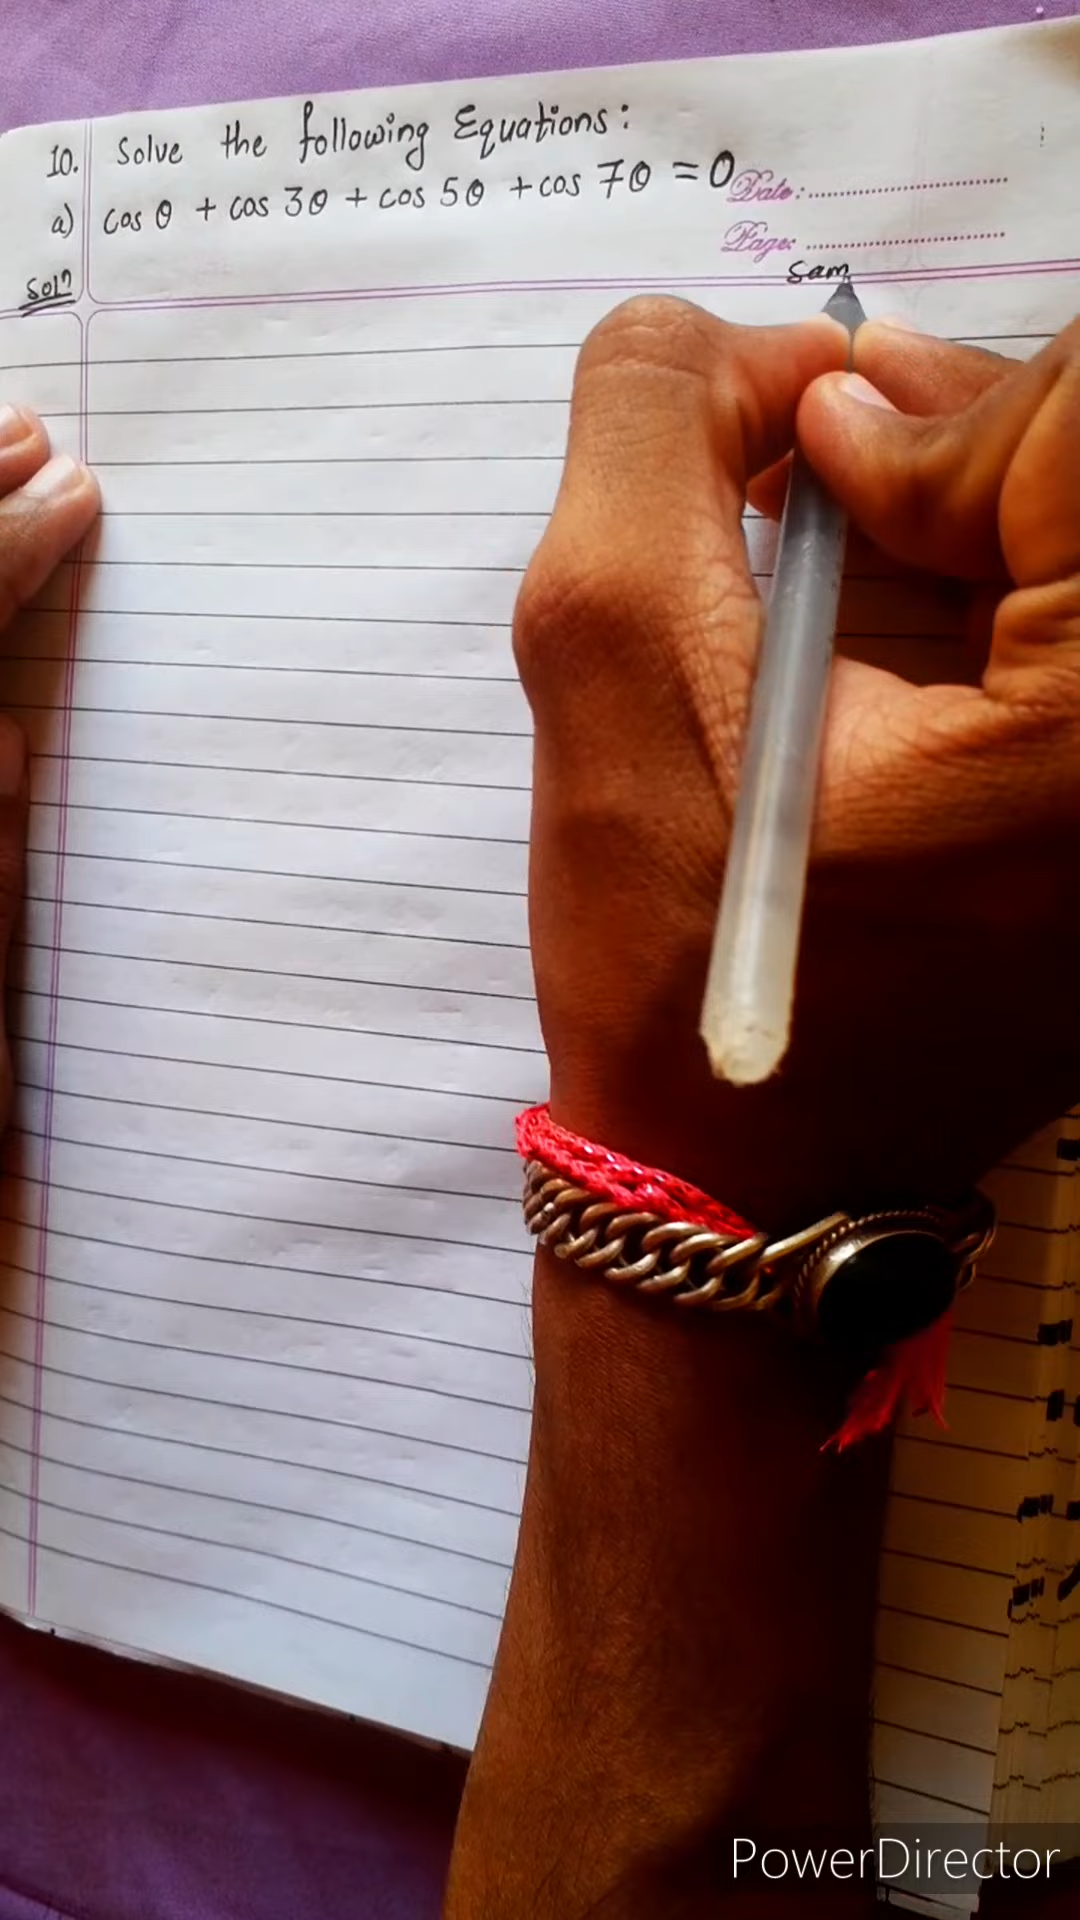 10. Solve the following Equations:
a) cos θ + cos 3θ + cos 5θ + cos 7θ = 0
Date:
Page:
Sam
Solⁿ
PowerDirector